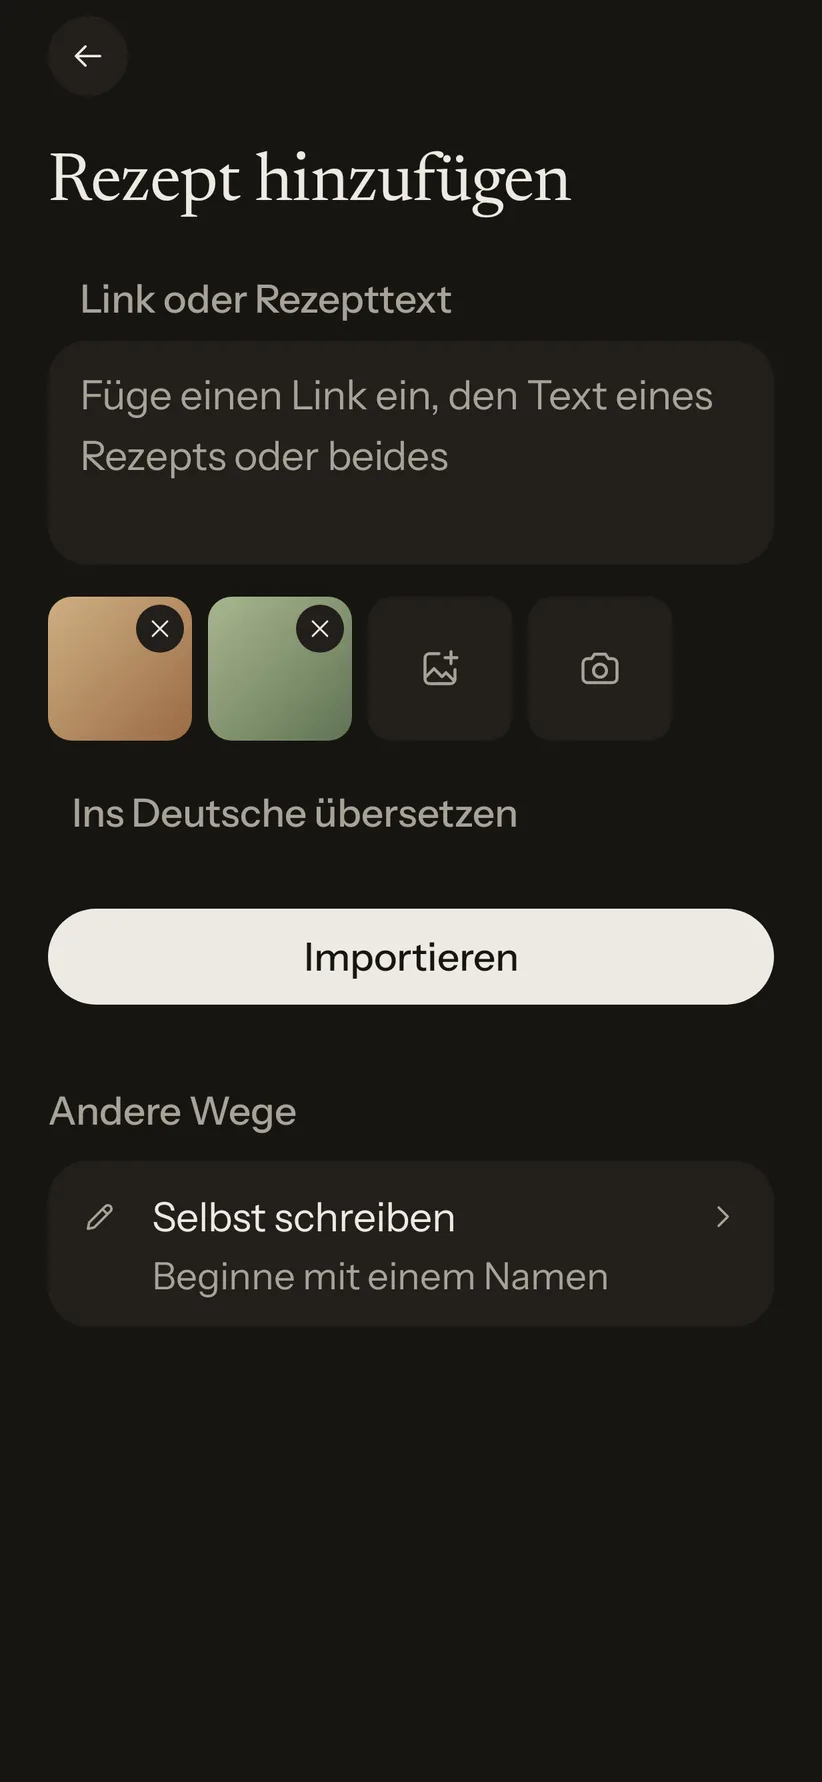 Rezept hinzufügen
Link oder Rezepttext
Füge einen Link ein, den Text eines
Rezepts oder beides
Ins Deutsche übersetzen
Importieren
Andere Wege
Selbst schreiben
Beginne mit einem Namen